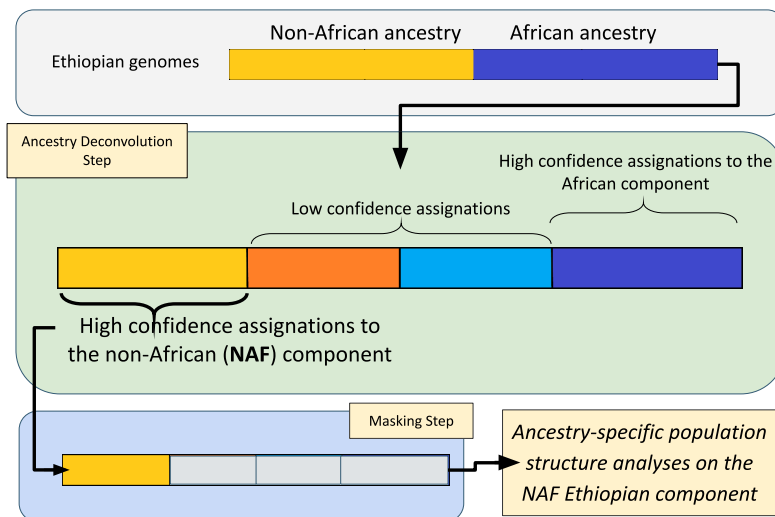 Non-African ancestry
African ancestry
Ethiopian genomes
Ancestry Deconvolution
Step
High confidence assignations to the
African component
Low confidence assignations
High confidence assignations to
the non-African (NAF) component
Masking Step
Ancestry-specific population
structure analyses on the
NAF Ethiopian component